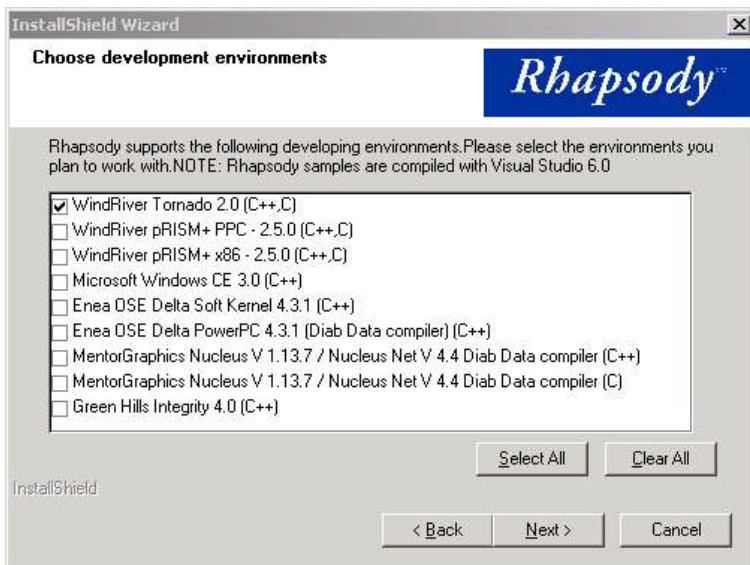 InstallShield Wizard
Choose development environments
Rhapsody™
Rhapsody supports the following developing environments.Please select the environments you
plan to work with.NOTE: Rhapsody samples are compiled with Visual Studio 6.0
WindRiver Tornado 2.0 (C++,C)
WindRiver pRISM+ PPC - 2.5.0 (C++,C)
WindRiver pRISM+ x86 - 2.5.0 (C++,C)
Microsoft Windows CE 3.0 (C++)
Enea OSE Delta Soft Kernel 4.3.1 (C++)
Enea OSE Delta PowerPC 4.3.1 (Diab Data compiler) (C++)
MentorGraphics Nucleus V 1.13.7 / Nucleus Net V 4.4 Diab Data compiler (C++)
MentorGraphics Nucleus V 1.13.7 / Nucleus Net V 4.4 Diab Data compiler (C)
Green Hills Integrity 4.0 (C++)
Select All Clear All
InstallShield
< Back Next > Cancel